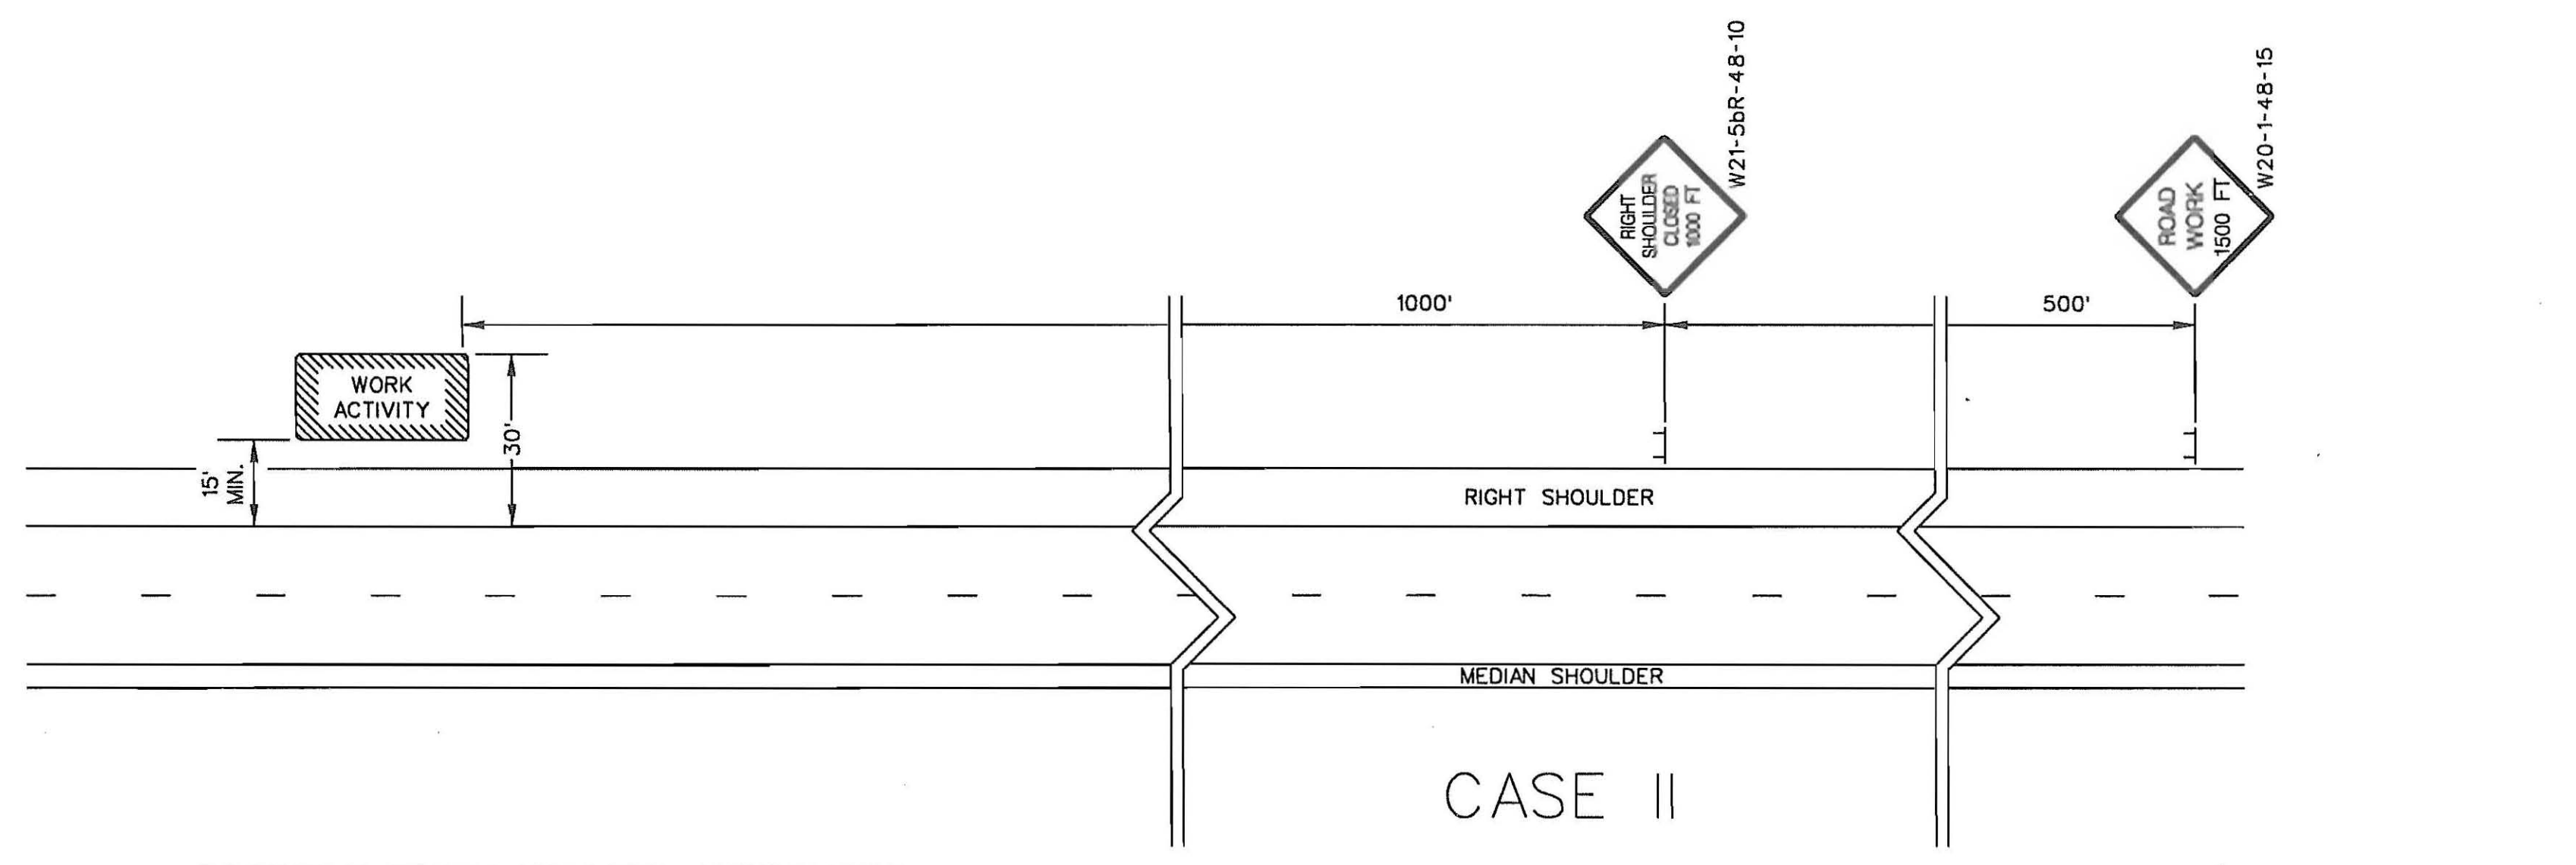 W21-5bR-48-10
W20-1-48-15
RIGHT
SHOULDER
CLOSED
1000 FT
ROAD
WORK
1500 FT
1000'
500'
WORK
ACTIVITY
30'
15'
MIN.
RIGHT SHOULDER
MEDIAN SHOULDER
CASE II